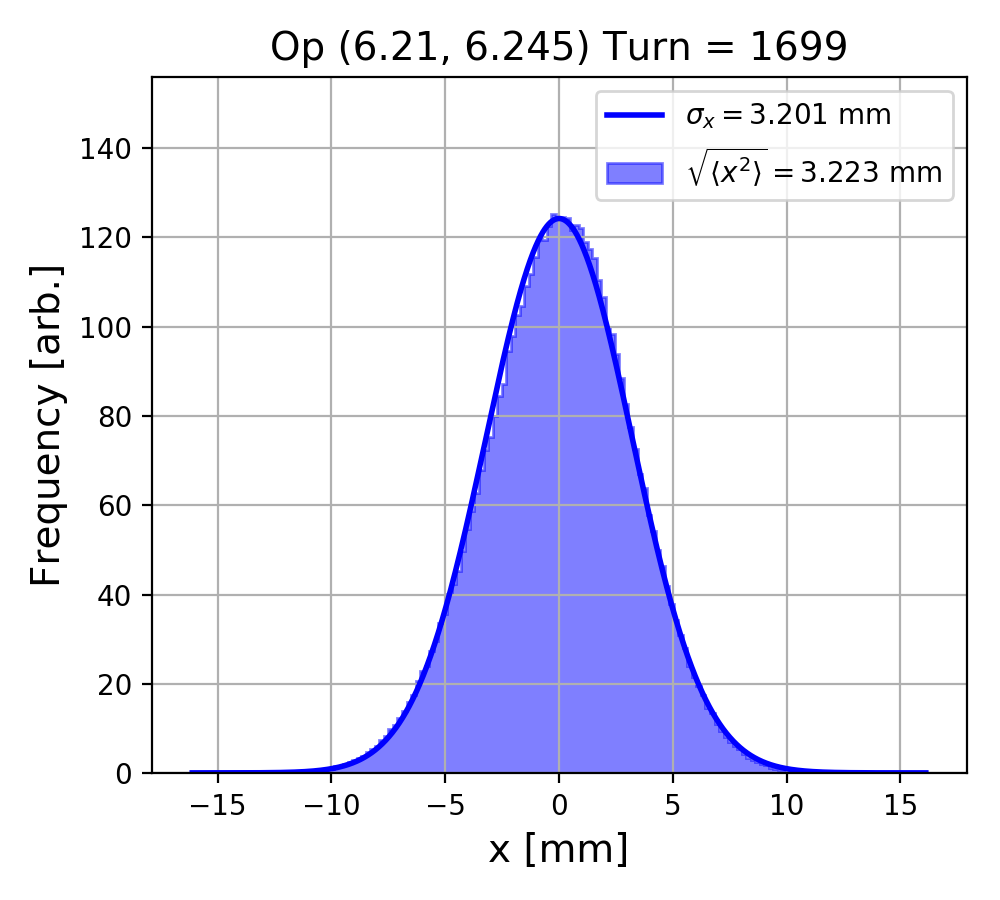 Op (6.21, 6.245) Turn = 1699
σₓ = 3.201 mm
√⟨x²⟩ = 3.223 mm
Frequency [arb.]
140
120
100
80
60
40
20
0
−15 −10 −5 0 5 10 15
x [mm]